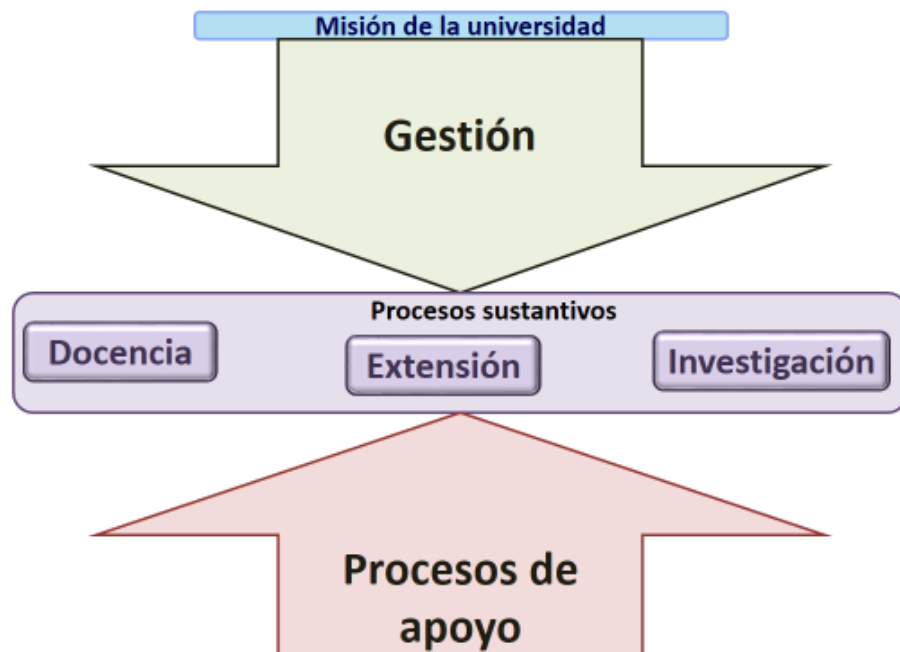 Misión de la universidad
Gestión
Procesos sustantivos
Docencia
Extensión
Investigación
Procesos de
apoyo